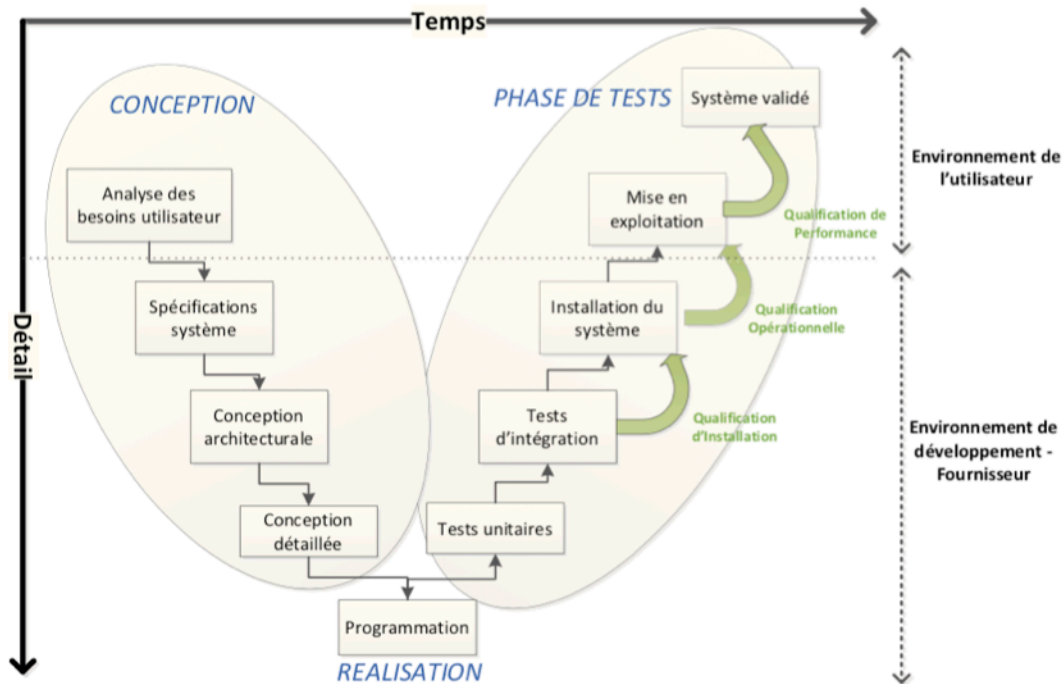 Temps
CONCEPTION
PHASE DE TESTS
Système validé
Environnement de
l'utilisateur
Analyse des
besoins utilisateur
Mise en
exploitation
Qualification de
Performance
Spécifications
système
Installation du
système
Qualification
Opérationnelle
Détail
Conception
architecturale
Tests
d'intégration
Qualification
d'Installation
Environnement de
développement -
Fournisseur
Conception
détaillée
Tests unitaires
Programmation
REALISATION